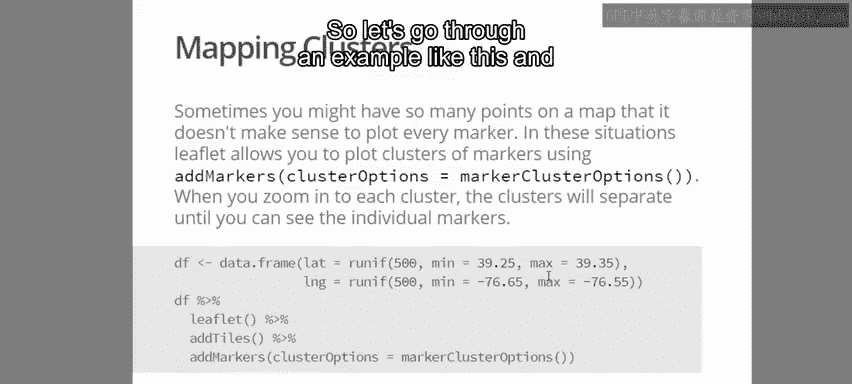 So let's go through
an example like this and
Mapping Clusters
Sometimes you might have so many points on a map that it
doesn't make sense to plot every marker. In these situations
leaflet allows you to plot clusters of markers using
addMarkers(clusterOptions = markerClusterOptions()).
When you zoom in to each cluster, the clusters will separate
until you can see the individual markers.
df <- data.frame(lat = runif(500, min = 39.25, max = 39.35),
lng = runif(500, min = -76.65, max = -76.55))
df %>%
leaflet() %>%
addTiles() %>%
addMarkers(clusterOptions = markerClusterOptions())